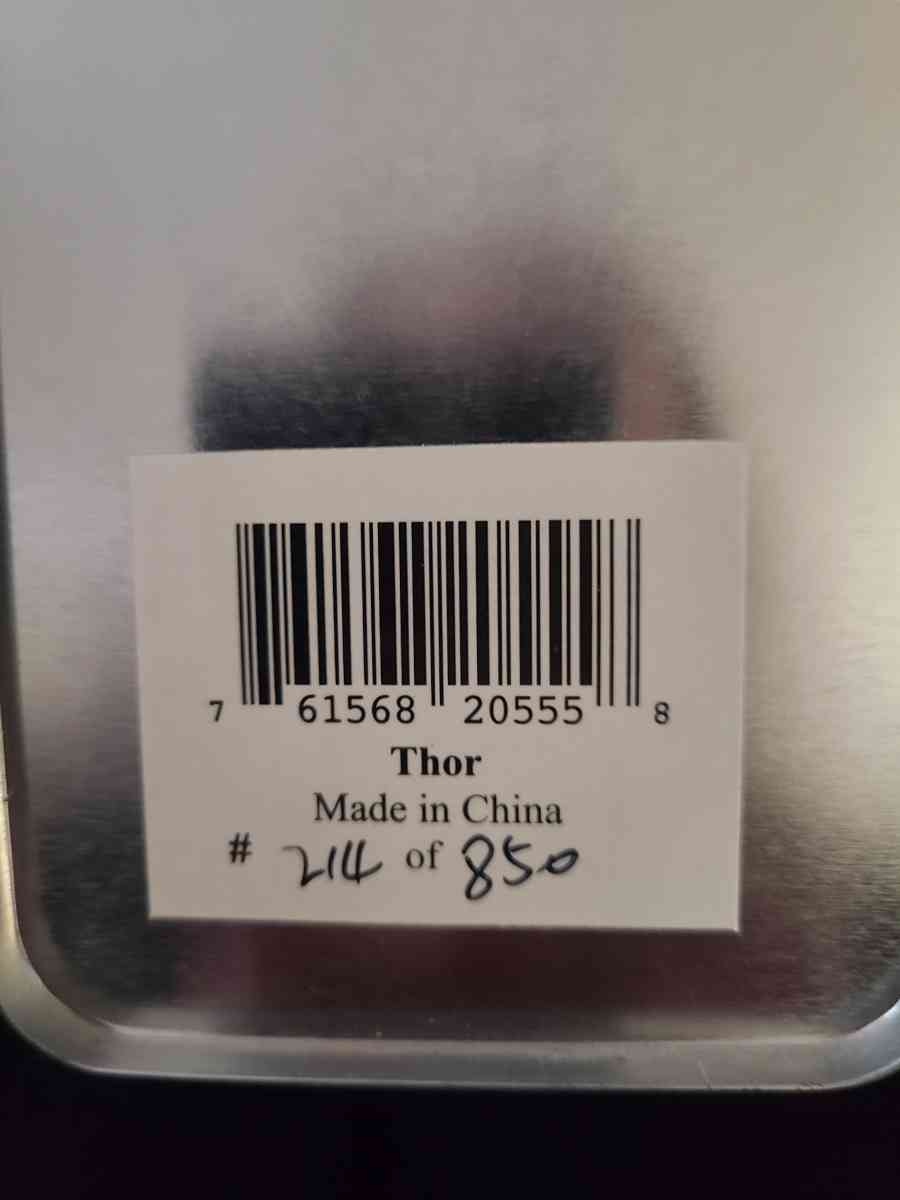 7 61568 20555 8
Thor
Made in China
# 214 of 850